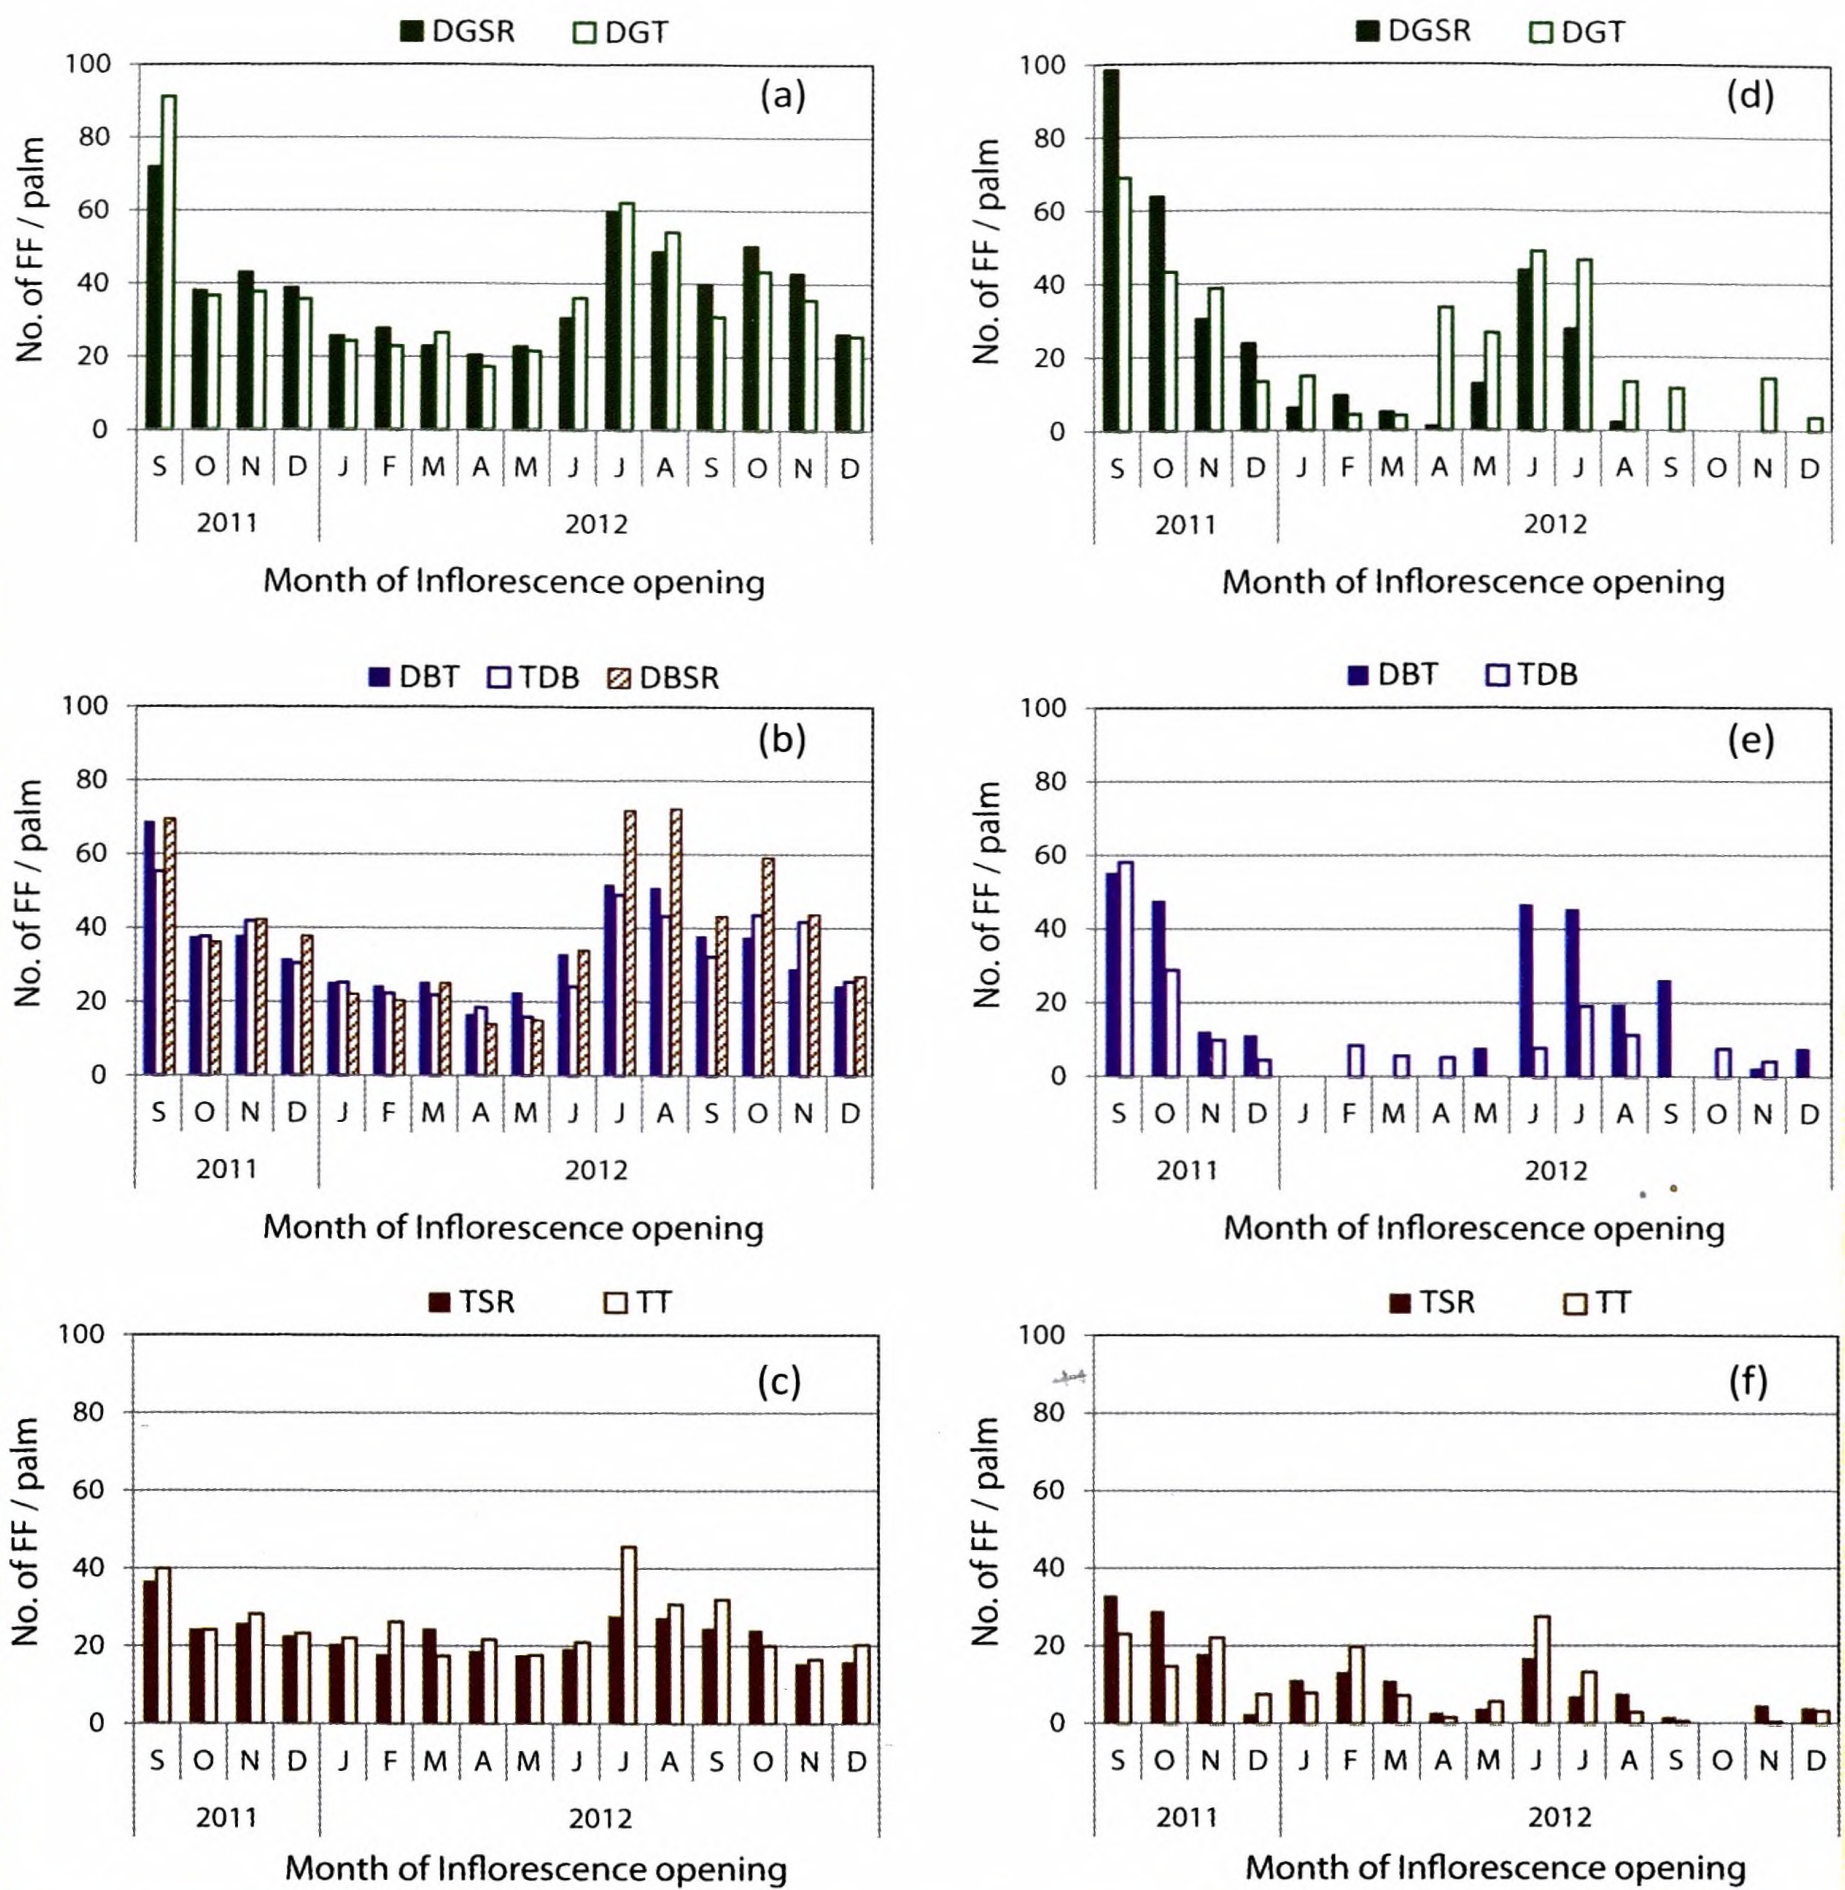 DGSR DGT
(a)
No. of FF / palm
100
80
60
40
20
0
S O N D J F M A M J J A S O N D
2011 2012
Month of Inflorescence opening
DGSR DGT
(d)
No. of FF / palm
100
80
60
40
20
0
S O N D J F M A M J J A S O N D
2011 2012
Month of Inflorescence opening
DBT TDB DBSR
(b)
No. of FF / palm
100
80
60
40
20
0
S O N D J F M A M J J A S O N D
2011 2012
Month of Inflorescence opening
DBT TDB
(e)
No. of FF / palm
100
80
60
40
20
0
S O N D J F M A M J J A S O N D
2011 2012
Month of Inflorescence opening
TSR TT
(c)
No. of FF / palm
100
80
60
40
20
0
S O N D J F M A M J J A S O N D
2011 2012
Month of Inflorescence opening
TSR TT
(f)
No. of FF / palm
100
80
60
40
20
0
S O N D J F M A M J J A S O N D
2011 2012
Month of Inflorescence opening